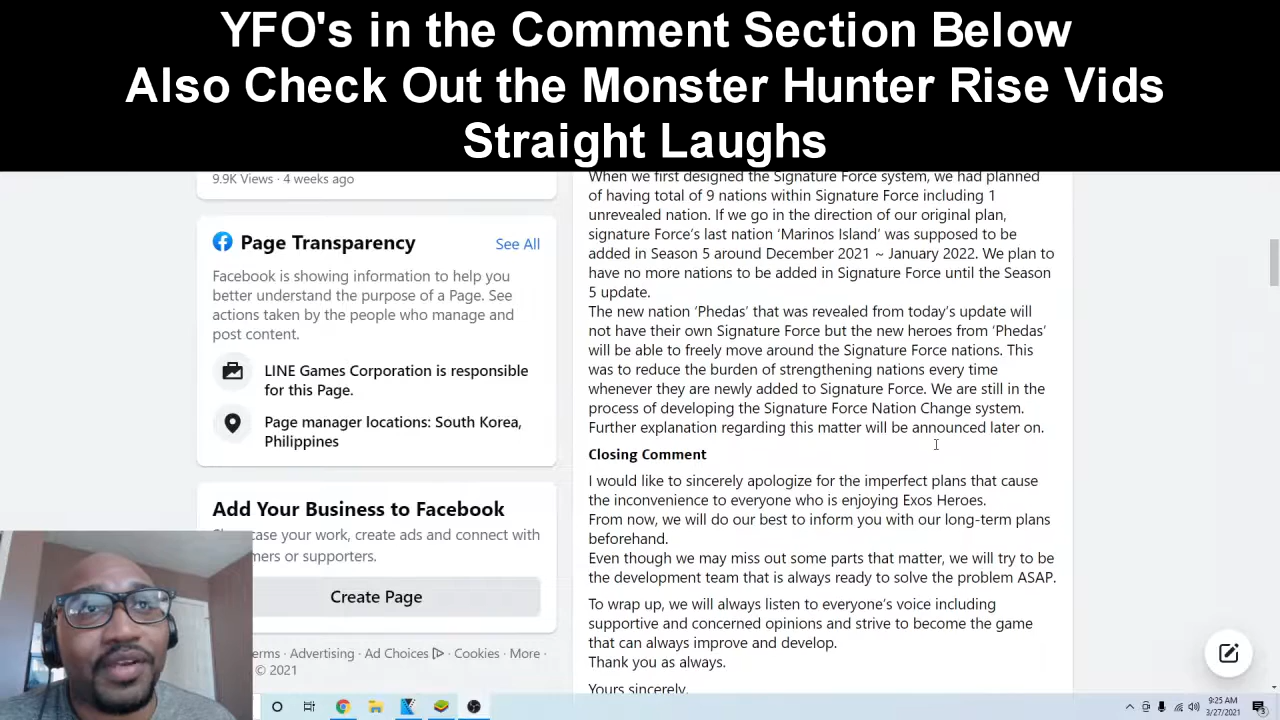 YFO's in the Comment Section Below
Also Check Out the Monster Hunter Rise Vids
Straight Laughs
9.9K Views · 4 weeks ago
Page Transparency
See All
Facebook is showing information to help you
better understand the purpose of a Page. See
actions taken by the people who manage and
post content.
LINE Games Corporation is responsible
for this Page.
Page manager locations: South Korea,
Philippines
Add Your Business to Facebook
case your work, create ads and connect with
mers or supporters.
Create Page
erms · Advertising · Ad Choices · Cookies · More ·
© 2021
When we first designed the Signature Force system, we had planned
of having total of 9 nations within Signature Force including 1
unrevealed nation. If we go in the direction of our original plan,
signature Force's last nation 'Marinos Island' was supposed to be
added in Season 5 around December 2021 ~ January 2022. We plan to
have no more nations to be added in Signature Force until the Season
5 update.
The new nation 'Phedas' that was revealed from today's update will
not have their own Signature Force but the new heroes from 'Phedas'
will be able to freely move around the Signature Force nations. This
was to reduce the burden of strengthening nations every time
whenever they are newly added to Signature Force. We are still in the
process of developing the Signature Force Nation Change system.
Further explanation regarding this matter will be announced later on.
Closing Comment
I would like to sincerely apologize for the imperfect plans that cause
the inconvenience to everyone who is enjoying Exos Heroes.
From now, we will do our best to inform you with our long-term plans
beforehand.
Even though we may miss out some parts that matter, we will try to be
the development team that is always ready to solve the problem ASAP.
To wrap up, we will always listen to everyone's voice including
supportive and concerned opinions and strive to become the game
that can always improve and develop.
Thank you as always.
Yours sincerely,
9:25 AM
3/27/2021